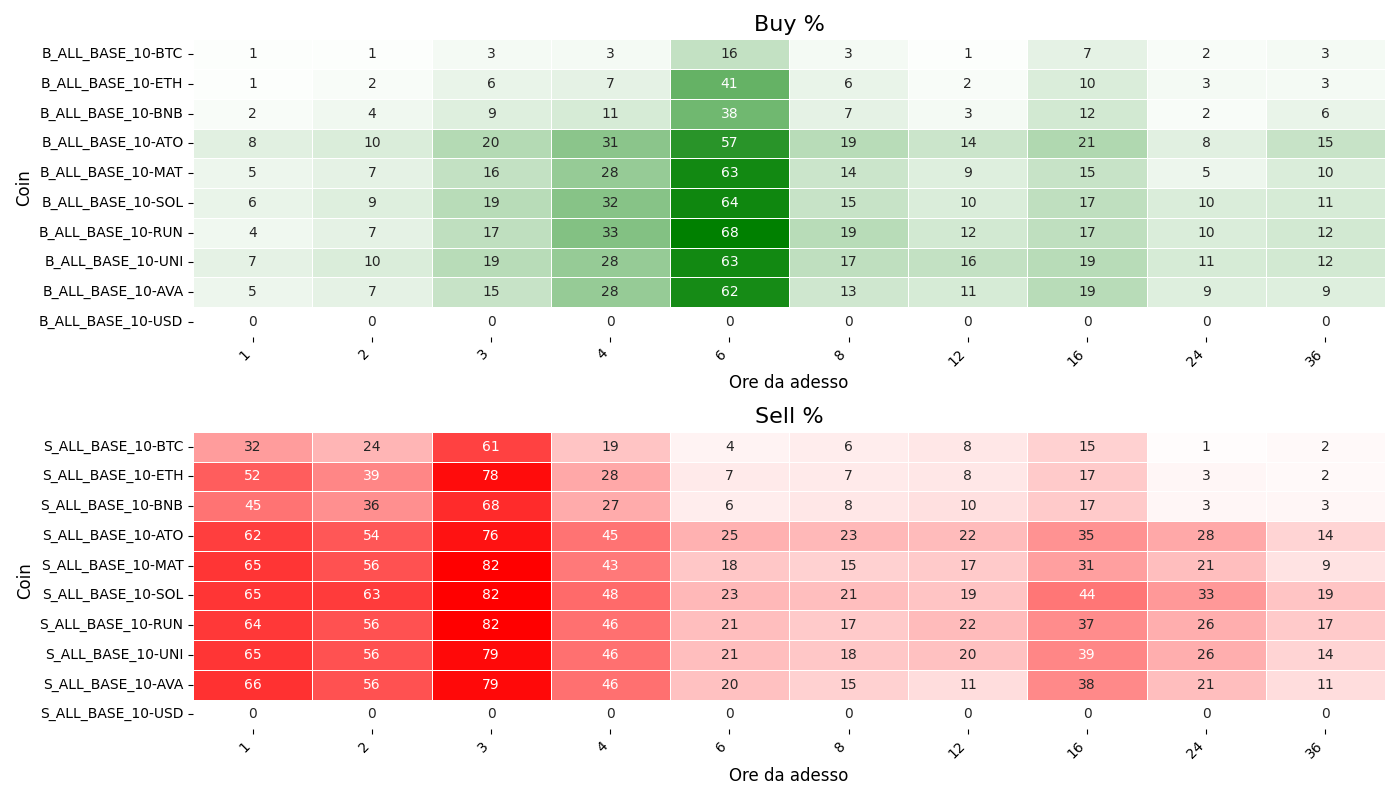 Buy %
Coin
B_ALL_BASE_10-BTC 1 1 3 3 16 3 1 7 2 3
B_ALL_BASE_10-ETH 1 2 6 7 41 6 2 10 3 3
B_ALL_BASE_10-BNB 2 4 9 11 38 7 3 12 2 6
B_ALL_BASE_10-ATO 8 10 20 31 57 19 14 21 8 15
B_ALL_BASE_10-MAT 5 7 16 28 63 14 9 15 5 10
B_ALL_BASE_10-SOL 6 9 19 32 64 15 10 17 10 11
B_ALL_BASE_10-RUN 4 7 17 33 68 19 12 17 10 12
B_ALL_BASE_10-UNI 7 10 19 28 63 17 16 19 11 12
B_ALL_BASE_10-AVA 5 7 15 28 62 13 11 19 9 9
B_ALL_BASE_10-USD 0 0 0 0 0 0 0 0 0 0
1 2 3 4 6 8 12 16 24 36
Ore da adesso
Sell %
Coin
S_ALL_BASE_10-BTC 32 24 61 19 4 6 8 15 1 2
S_ALL_BASE_10-ETH 52 39 78 28 7 7 8 17 3 2
S_ALL_BASE_10-BNB 45 36 68 27 6 8 10 17 3 3
S_ALL_BASE_10-ATO 62 54 76 45 25 23 22 35 28 14
S_ALL_BASE_10-MAT 65 56 82 43 18 15 17 31 21 9
S_ALL_BASE_10-SOL 65 63 82 48 23 21 19 44 33 19
S_ALL_BASE_10-RUN 64 56 82 46 21 17 22 37 26 17
S_ALL_BASE_10-UNI 65 56 79 46 21 18 20 39 26 14
S_ALL_BASE_10-AVA 66 56 79 46 20 15 11 38 21 11
S_ALL_BASE_10-USD 0 0 0 0 0 0 0 0 0 0
1 2 3 4 6 8 12 16 24 36
Ore da adesso